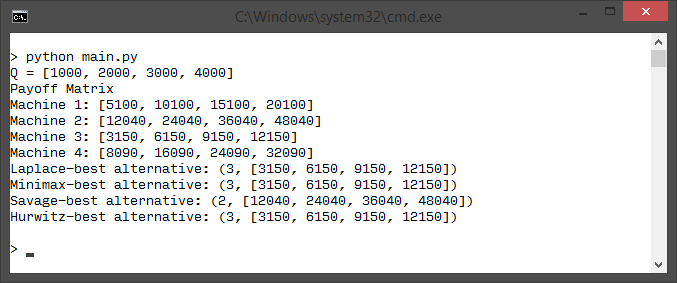 C:\Windows\system32\cmd.exe
> python main.py
Q = [1000, 2000, 3000, 4000]
Payoff Matrix
Machine 1: [5100, 10100, 15100, 20100]
Machine 2: [12040, 24040, 36040, 48040]
Machine 3: [3150, 6150, 9150, 12150]
Machine 4: [8090, 16090, 24090, 32090]
Laplace-best alternative: (3, [3150, 6150, 9150, 12150])
Minimax-best alternative: (3, [3150, 6150, 9150, 12150])
Savage-best alternative: (2, [12040, 24040, 36040, 48040])
Hurwitz-best alternative: (3, [3150, 6150, 9150, 12150])
> _